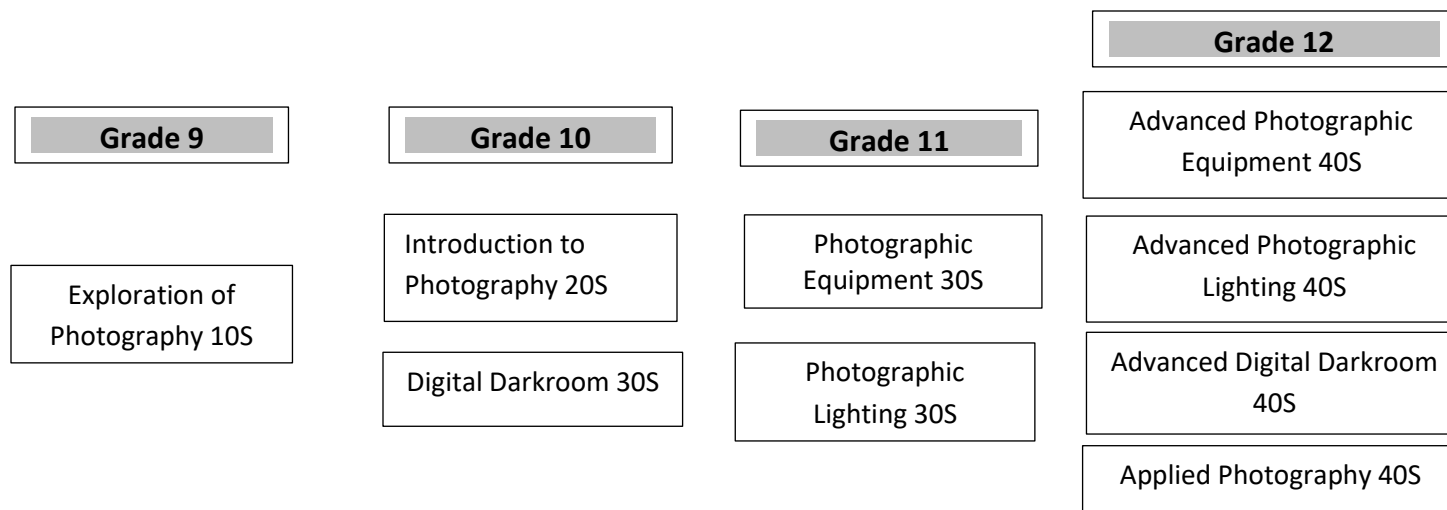 Grade 9
Exploration of
Photography 10S
Grade 10
Introduction to
Photography 20S
Digital Darkroom 30S
Grade 11
Photographic
Equipment 30S
Photographic
Lighting 30S
Grade 12
Advanced Photographic
Equipment 40S
Advanced Photographic
Lighting 40S
Advanced Digital Darkroom
40S
Applied Photography 40S